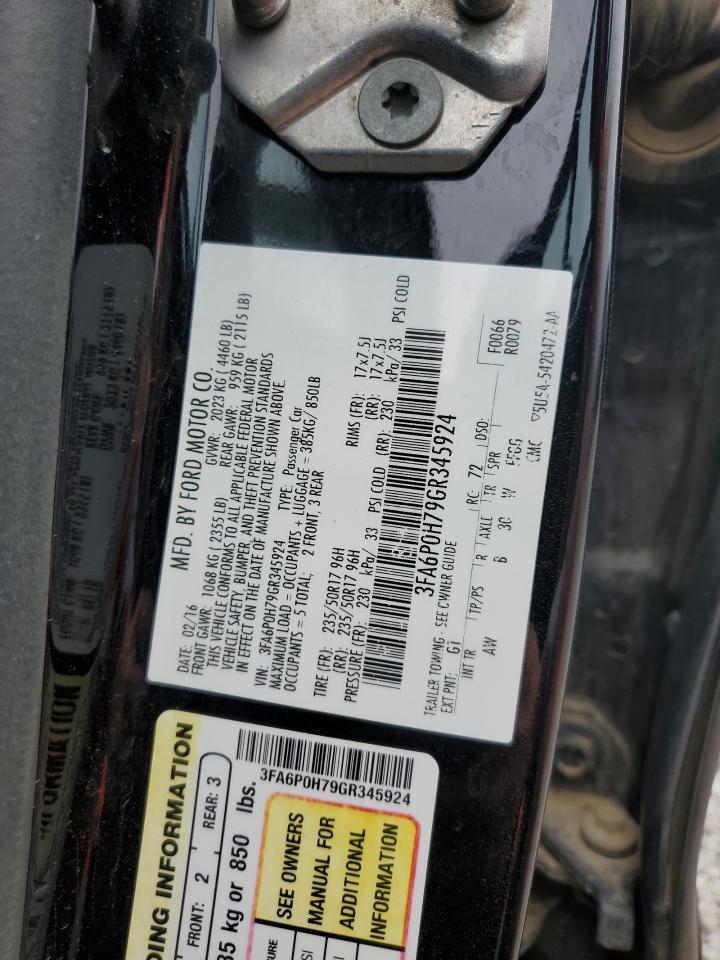 MFD. BY FORD MOTOR CO.
DATE: 02/16 GVWR: 2023 KG ( 4460 LB)
FRONT GAWR: 1068 KG ( 2355 LB) REAR GAWR: 959 KG ( 2115 LB)
THIS VEHICLE CONFORMS TO ALL APPLICABLE FEDERAL MOTOR
VEHICLE SAFETY, BUMPER, AND THEFT PREVENTION STANDARDS
IN EFFECT ON THE DATE OF MANUFACTURE SHOWN ABOVE.
VIN: 3FA6P0H79GR345924 TYPE: Passenger Car
MAXIMUM LOAD = OCCUPANTS + LUGGAGE = 385KG/ 850LB
OCCUPANTS = 5 TOTAL; 2 FRONT, 3 REAR
TIRE (FR): 235/50R17 96H RIMS (FR): 17x7.5J
(RR): 235/50R17 96H (RR): 17x7.5J
PRESSURE (FR): 230 kPa/ 33 PSI COLD (RR): 230 kPa/ 33 PSI COLD
3FA6P0H79GR345924
TRAILER TOWING - SEE OWNER GUIDE
EXT PNT: G1 RC: 72 DSO: F0066
R0079
INT TR TP/PS R AXLE TR SPR
AW B 30 W
3FA6P0H79GR345924
DING INFORMATION
FRONT: 2 REAR: 3
85 kg or 850 lbs.
SEE OWNERS
MANUAL FOR
ADDITIONAL
INFORMATION